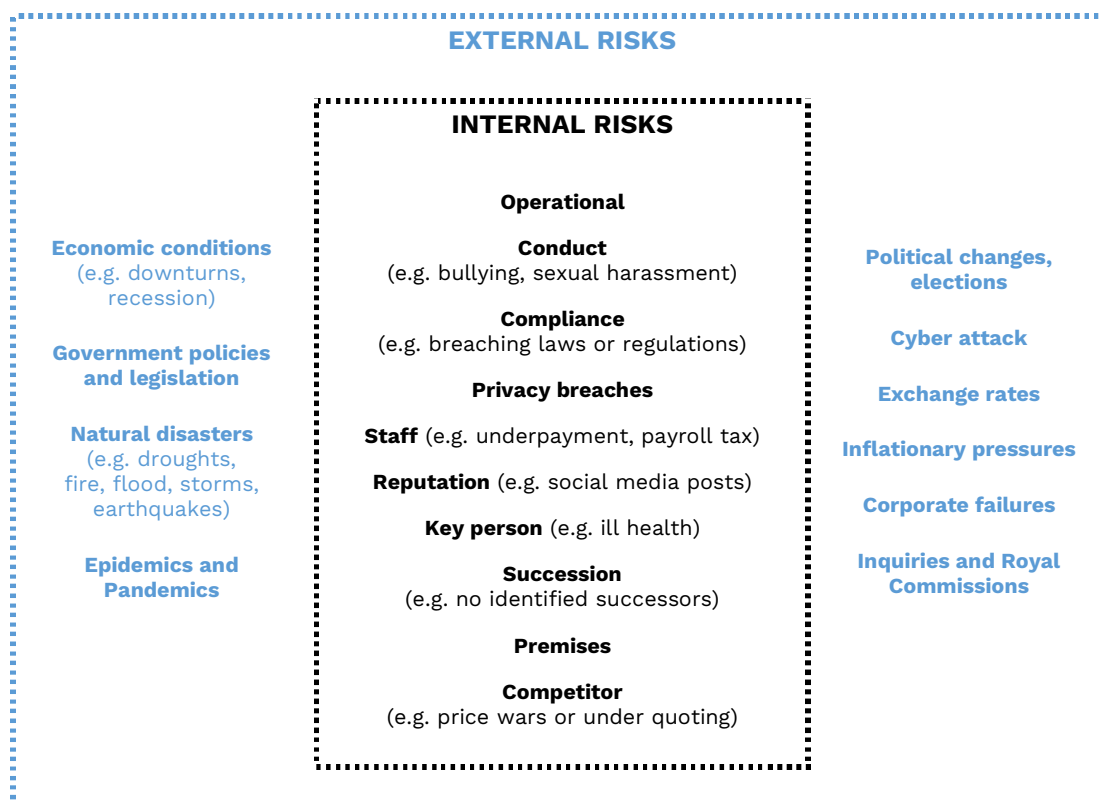 EXTERNAL RISKS
INTERNAL RISKS
Economic conditions
(e.g. downturns,
recession)
Government policies
and legislation
Natural disasters
(e.g. droughts,
fire, flood, storms,
earthquakes)
Epidemics and
Pandemics
Operational
Conduct
(e.g. bullying, sexual harassment)
Compliance
(e.g. breaching laws or regulations)
Privacy breaches
Staff (e.g. underpayment, payroll tax)
Reputation (e.g. social media posts)
Key person (e.g. ill health)
Succession
(e.g. no identified successors)
Premises
Competitor
(e.g. price wars or under quoting)
Political changes,
elections
Cyber attack
Exchange rates
Inflationary pressures
Corporate failures
Inquiries and Royal
Commissions